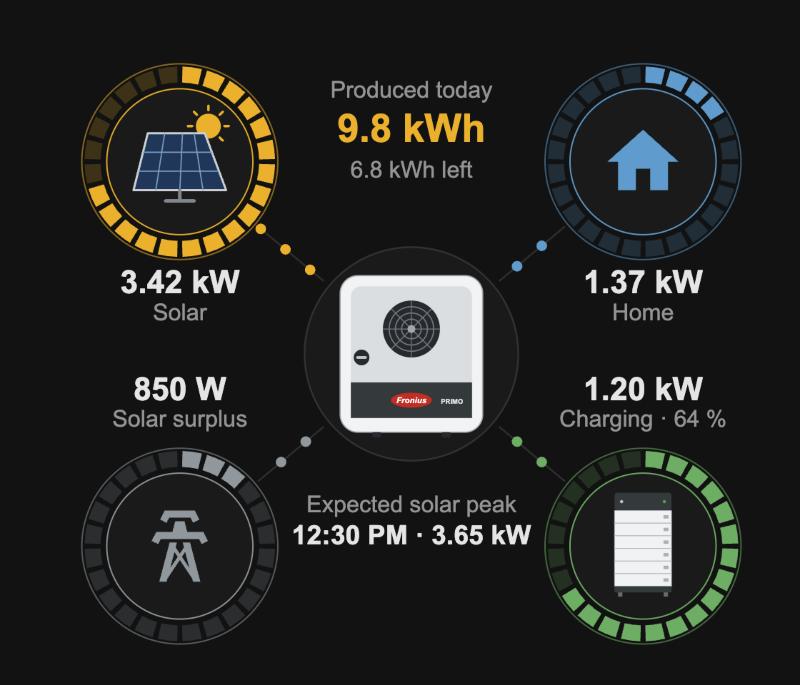 Produced today
9.8 kWh
6.8 kWh left
3.42 kW
Solar
1.37 kW
Home
850 W
Solar surplus
1.20 kW
Charging · 64 %
Fronius
PRIMO
Expected solar peak
12:30 PM · 3.65 kW